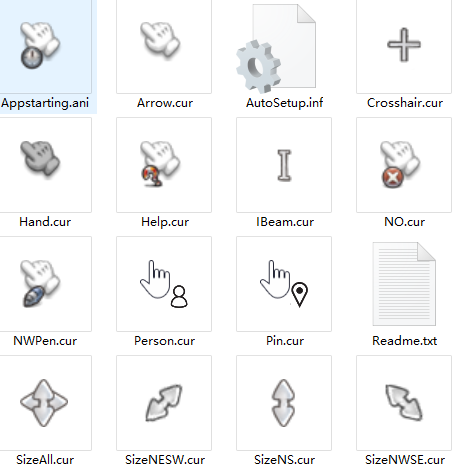 Appstarting.ani
Arrow.cur
AutoSetup.inf
Crosshair.cur
Hand.cur
Help.cur
IBeam.cur
NO.cur
NWPen.cur
Person.cur
Pin.cur
Readme.txt
SizeAll.cur
SizeNESW.cur
SizeNS.cur
SizeNWSE.cur